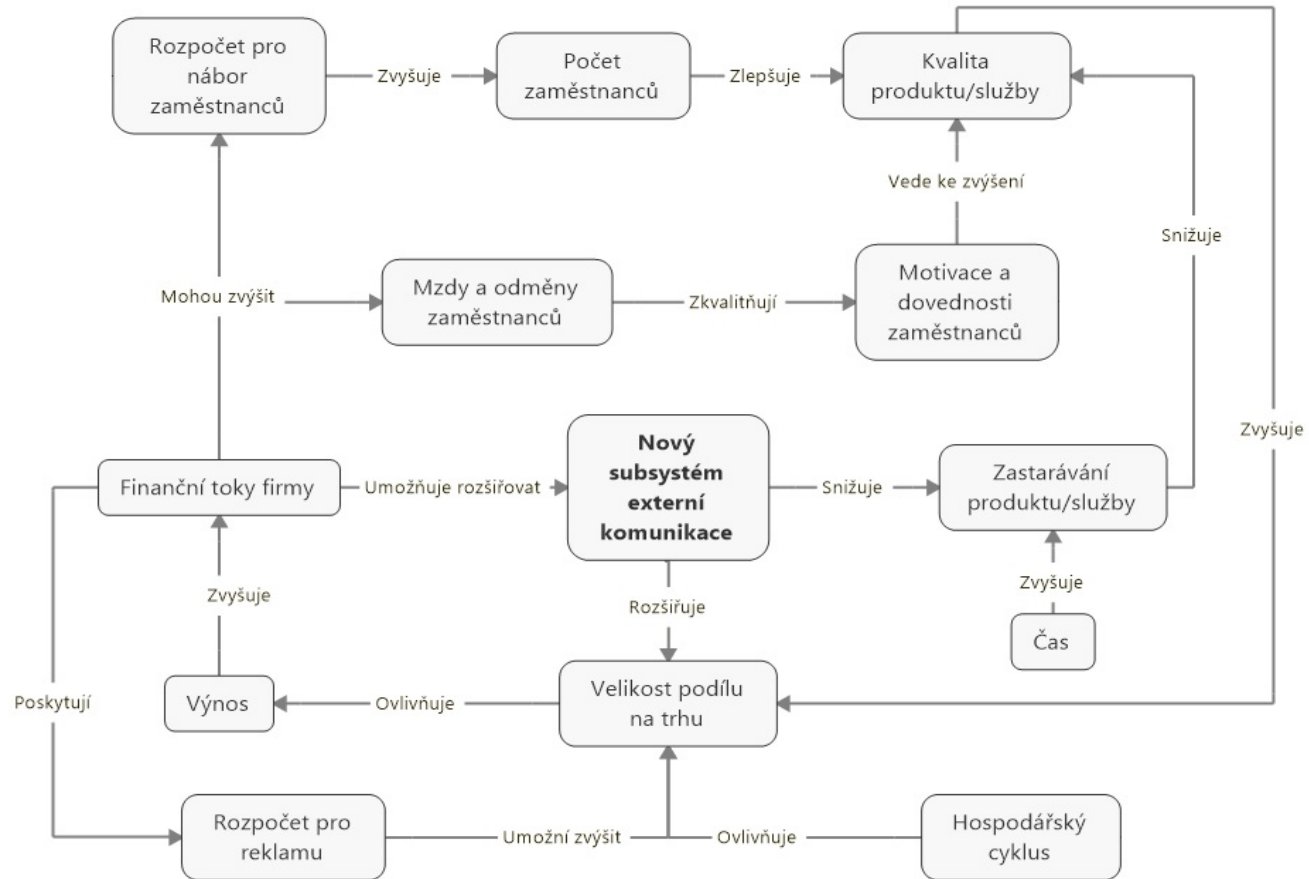 Rozpočet pro
nábor
zaměstnanců
Zvyšuje
Počet
zaměstnanců
Zlepšuje
Kvalita
produktu/služby
Vede ke zvýšení
Snižuje
Mohou zvýšit
Mzdy a odměny
zaměstnanců
Zkvalitňují
Motivace a
dovednosti
zaměstnanců
Zvyšuje
Finanční toky firmy
Umožňuje rozšiřovat
Nový
subsystém
externí
komunikace
Snižuje
Zastarávání
produktu/služby
Zvyšuje
Rozšiřuje
Zvyšuje
Čas
Poskytují
Výnos
Ovlivňuje
Velikost podílu
na trhu
Rozpočet pro
reklamu
Umožní zvýšit
Ovlivňuje
Hospodářský
cyklus